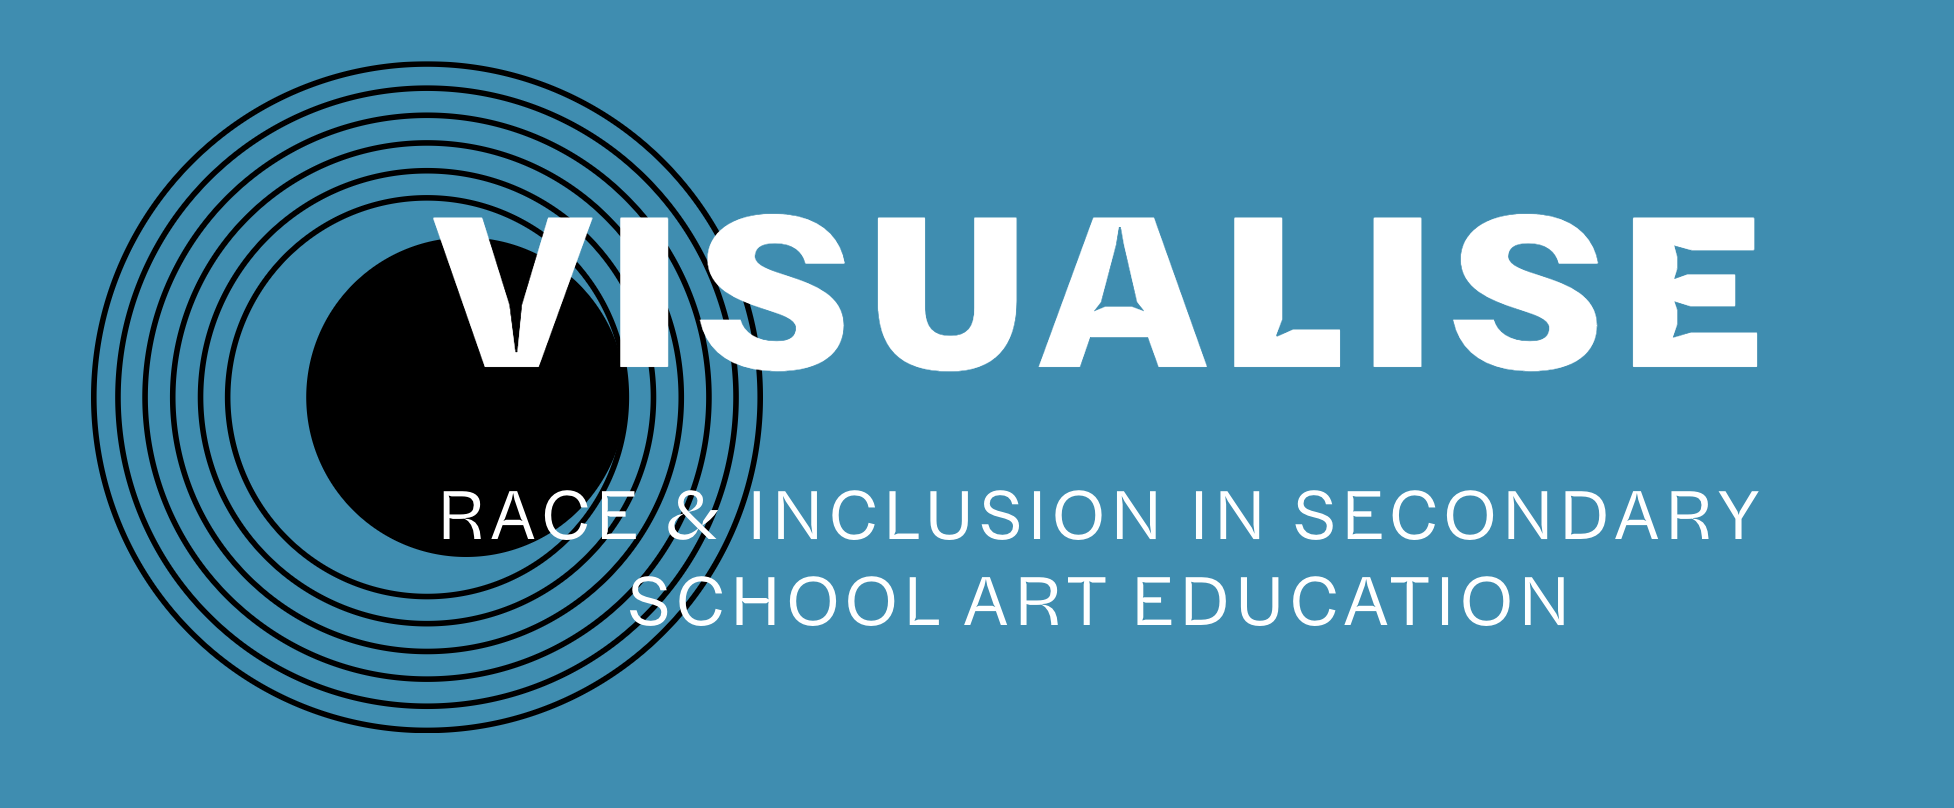 VISUALISE
RACE & INCLUSION IN SECONDARY
SCHOOL ART EDUCATION